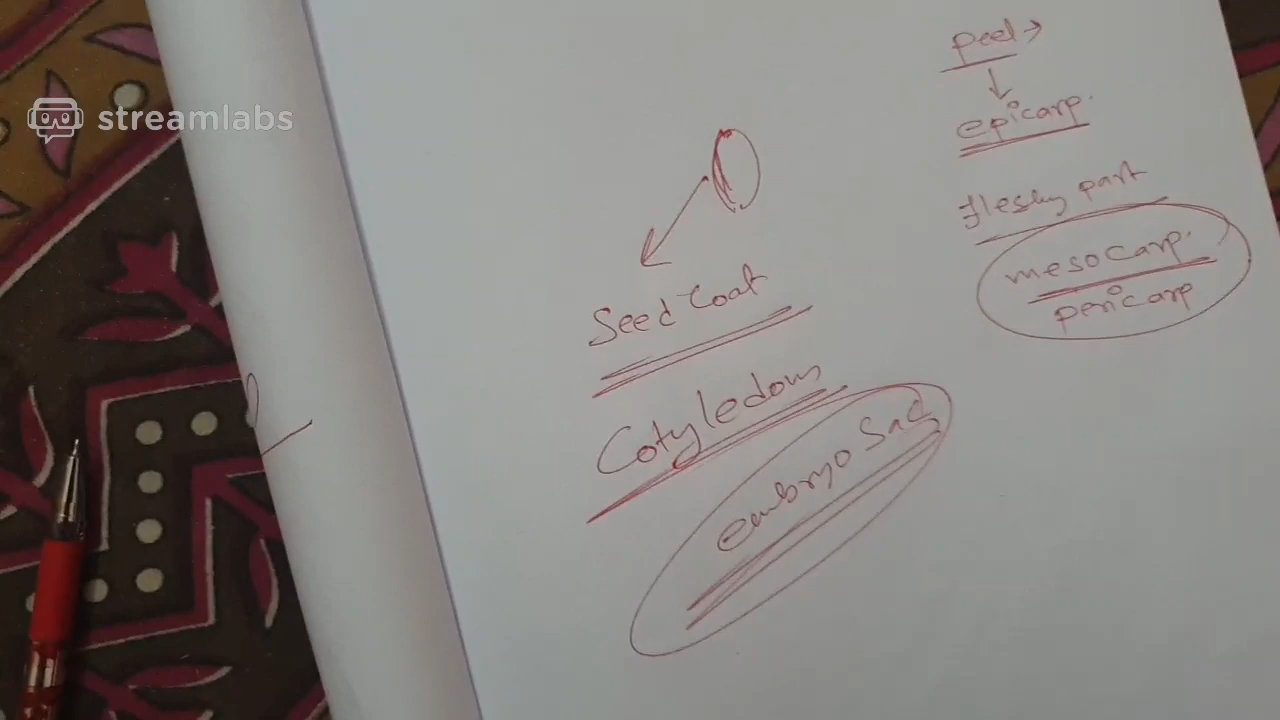 streamlabs
peel →
epicarp.
fleshy part
mesocarp.
pericarp
Seed Coat
Cotyledons
embryo Sac